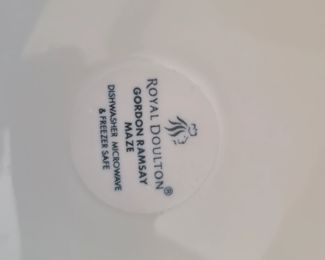 ROYAL DOULTON®
GORDON RAMSAY
MAZE
DISHWASHER MICROWAVE
& FREEZER SAFE